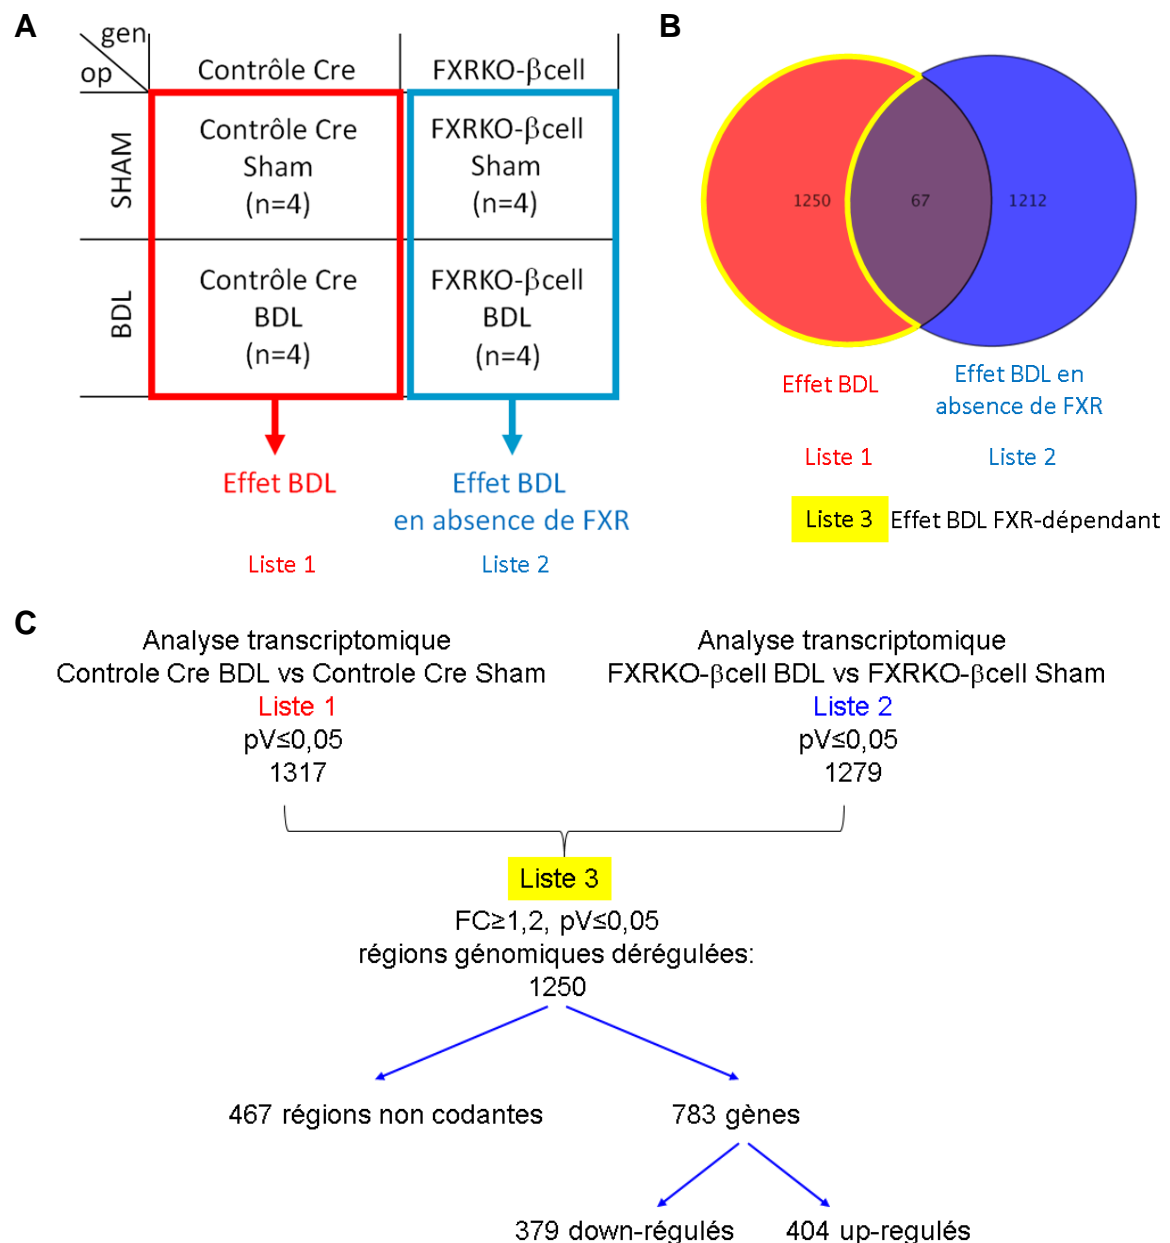 A
gen
op
Contrôle Cre
FXRKO-βcell
SHAM
Contrôle Cre
Sham
(n=4)
FXRKO-βcell
Sham
(n=4)
BDL
Contrôle Cre
BDL
(n=4)
FXRKO-βcell
BDL
(n=4)
Effet BDL
Effet BDL
en absence de FXR
Liste 1
Liste 2
B
1250
67
1212
Effet BDL
Effet BDL en
absence de FXR
Liste 1
Liste 2
Liste 3 Effet BDL FXR-dépendant
C
Analyse transcriptomique
Controle Cre BDL vs Controle Cre Sham
Liste 1
pV≤0,05
1317
Analyse transcriptomique
FXRKO-βcell BDL vs FXRKO-βcell Sham
Liste 2
pV≤0,05
1279
Liste 3
FC≥1,2, pV≤0,05
régions génomiques dérégulées:
1250
467 régions non codantes
783 gènes
379 down-régulés
404 up-regulés